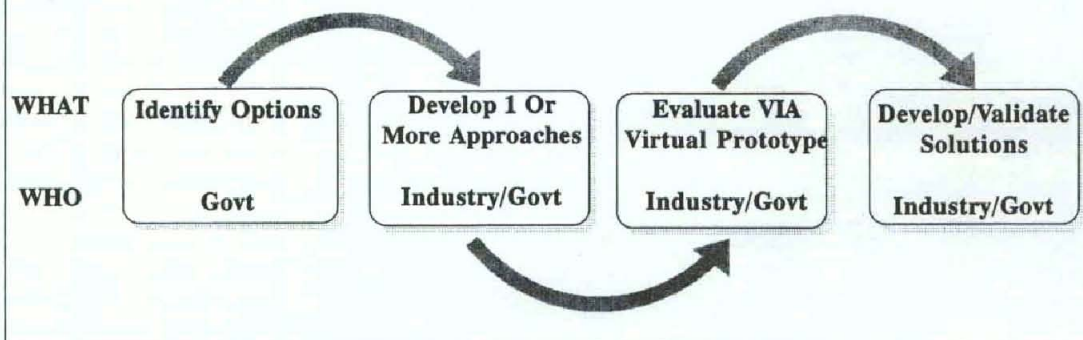 WHAT
Identify Options
Develop 1 Or
More Approaches
Evaluate VIA
Virtual Prototype
Develop/Validate
Solutions
WHO
Govt
Industry/Govt
Industry/Govt
Industry/Govt